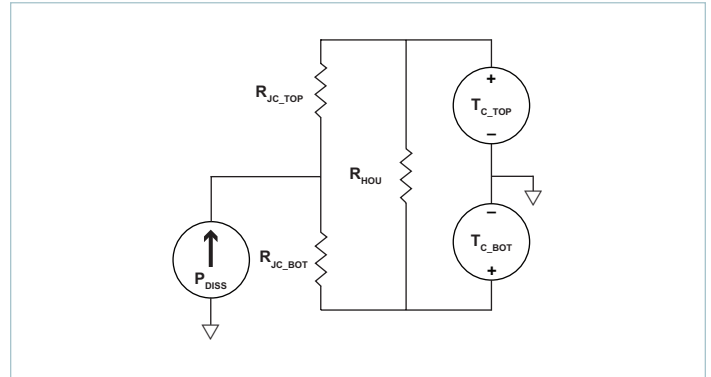 R_JC_TOP
+
T_C_TOP
–
R_HOU
–
T_C_BOT
+
R_JC_BOT
P_DISS